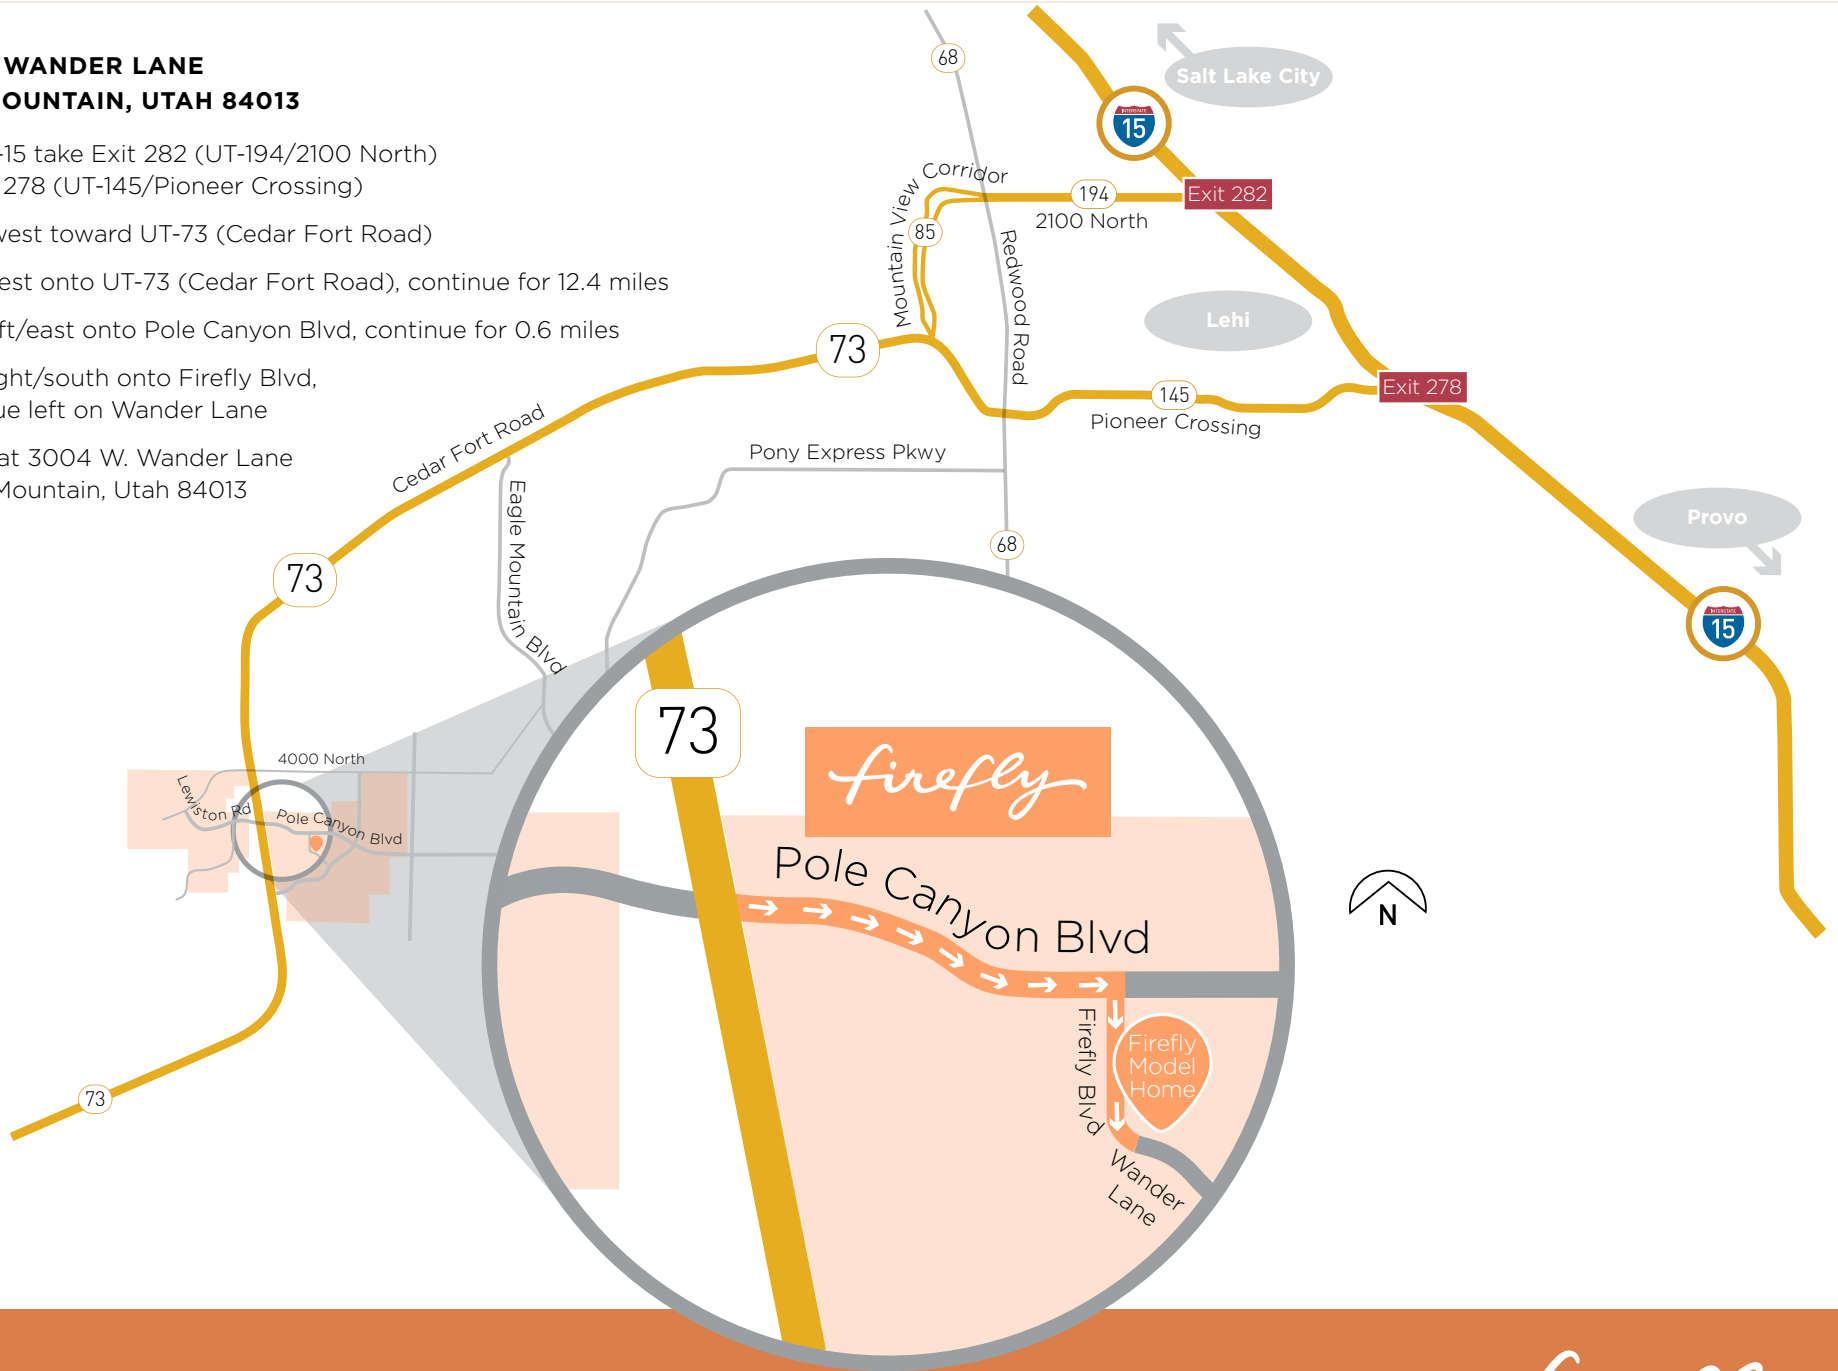 WANDER LANE
OUNTAIN, UTAH 84013
-15 take Exit 282 (UT-194/2100 North)
278 (UT-145/Pioneer Crossing)
west toward UT-73 (Cedar Fort Road)
est onto UT-73 (Cedar Fort Road), continue for 12.4 miles
ft/east onto Pole Canyon Blvd, continue for 0.6 miles
ght/south onto Firefly Blvd,
ue left on Wander Lane
at 3004 W. Wander Lane
Mountain, Utah 84013
68
Salt Lake City
INTERSTATE
15
Mountain View Corridor
194
Exit 282
2100 North
85
Redwood Road
Lehi
73
Exit 278
145
Pioneer Crossing
Cedar Fort Road
Pony Express Pkwy
Eagle Mountain Blvd
68
Provo
73
INTERSTATE
15
73
firefly
4000 North
Lewiston Rd
Pole Canyon Blvd
Pole Canyon Blvd
N
Firefly Blvd
Firefly
Model
Home
73
Wander
Lane